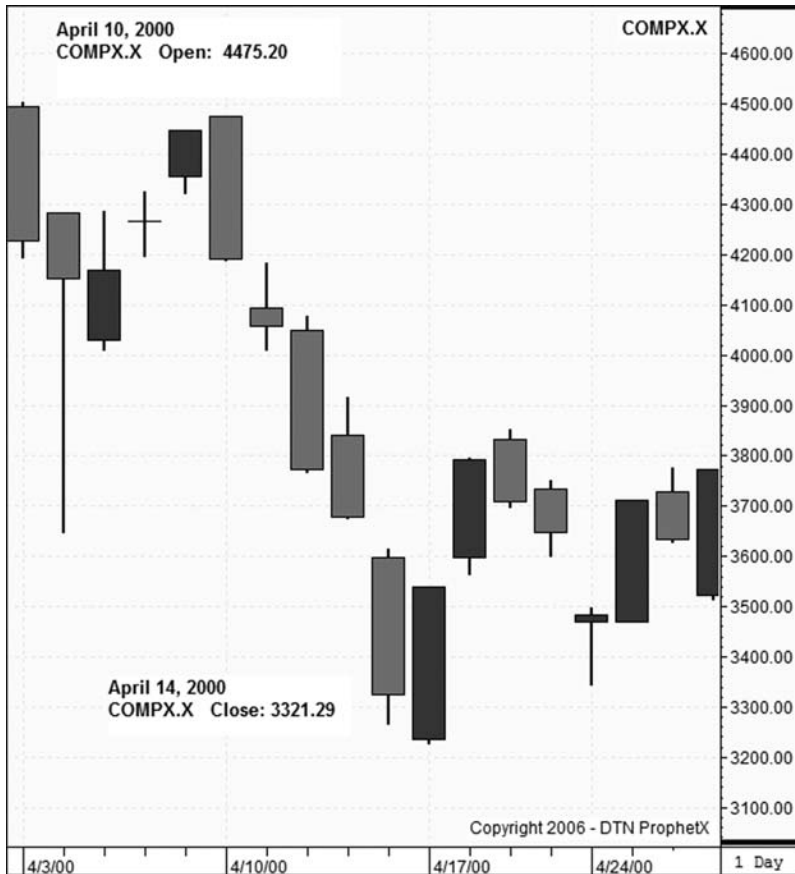 April 10, 2000
COMPX.X Open: 4475.20
COMPX.X
4600.00
4500.00
4400.00
4300.00
4200.00
4100.00
4000.00
3900.00
3800.00
3700.00
3600.00
3500.00
3400.00
3300.00
3200.00
3100.00
April 14, 2000
COMPX.X Close: 3321.29
Copyright 2006 - DTN ProphetX
4/3/00 4/10/00 4/17/00 4/24/00 1 Day